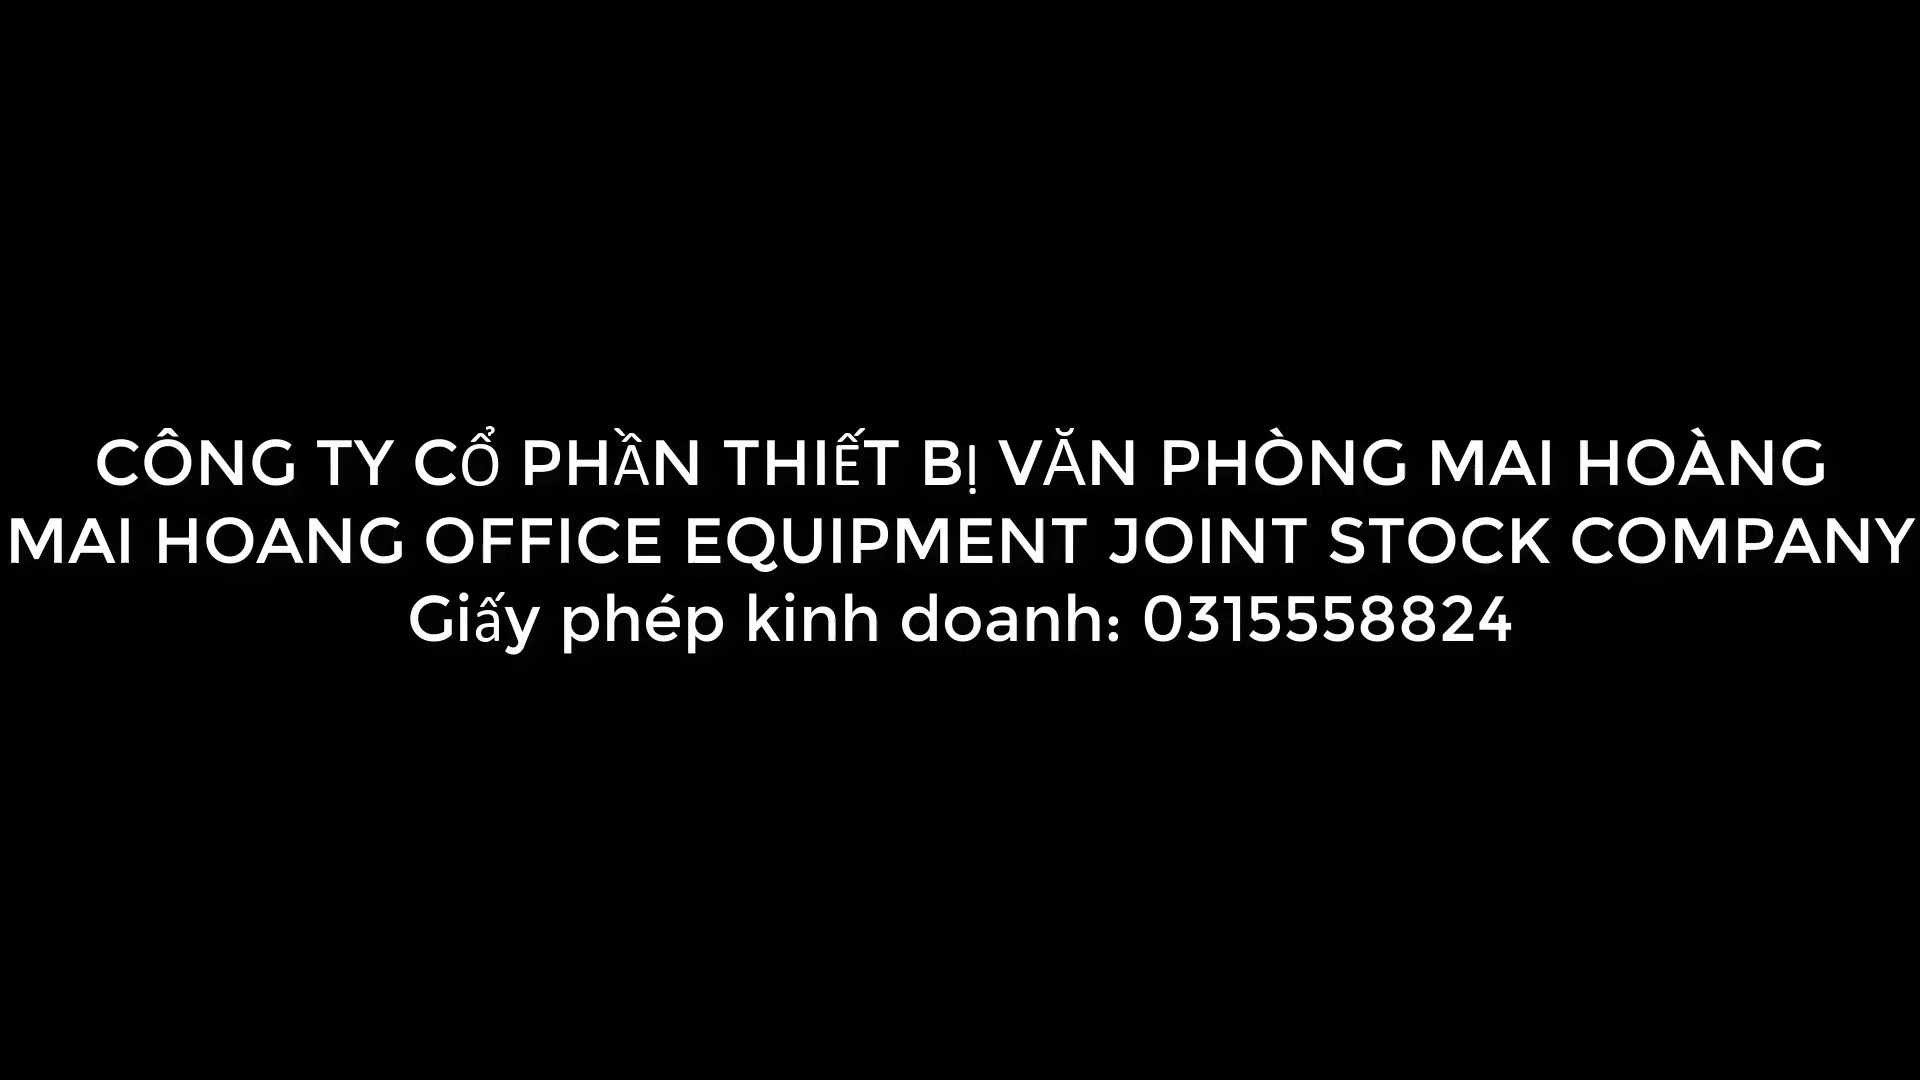 CÔNG TY CỔ PHẦN THIẾT BỊ VĂN PHÒNG MAI HOÀNG
MAI HOANG OFFICE EQUIPMENT JOINT STOCK COMPANY
Giấy phép kinh doanh: 0315558824